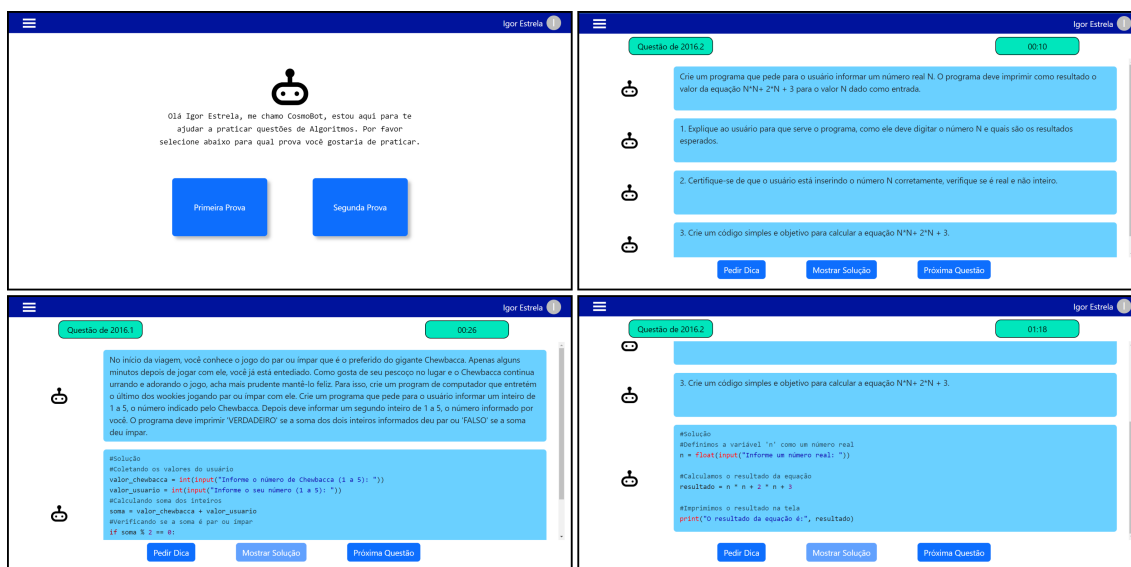 Igor Estrela I
Olá Igor Estrela, me chamo CosmoBot, estou aqui para te
ajudar a praticar questões de Algoritmos. Por favor
selecione abaixo para qual prova você gostaria de praticar.
Primeira Prova
Segunda Prova
Igor Estrela I
Questão de 2016.2
00:10
Crie um programa que pede para o usuário informar um número real N. O programa deve imprimir como resultado o
valor da equação N*N+ 2*N + 3 para o valor N dado como entrada.
1. Explique ao usuário para que serve o programa, como ele deve digitar o número N e quais são os resultados
esperados.
2. Certifique-se de que o usuário está inserindo o número N corretamente, verifique se é real e não inteiro.
3. Crie um código simples e objetivo para calcular a equação N*N+ 2*N + 3.
Pedir Dica
Mostrar Solução
Próxima Questão
Igor Estrela I
Questão de 2016.1
00:26
No início da viagem, você conhece o jogo do par ou ímpar que é o preferido do gigante Chewbacca. Apenas alguns
minutos depois de jogar com ele, você já está entediado. Como gosta de seu pescoço no lugar e o Chewbacca continua
urrando e adorando o jogo, acha mais prudente mantê-lo feliz. Para isso, crie um program de computador que entretém
o último dos wookies jogando par ou ímpar com ele. Crie um programa que pede para o usuário informar um inteiro de
1 a 5, o número indicado pelo Chewbacca. Depois deve informar um segundo inteiro de 1 a 5, o número informado por
você. O programa deve imprimir 'VERDADEIRO' se a soma dos dois inteiros informados deu par ou 'FALSO' se a soma
deu ímpar.
#Solução
#Coletando os valores do usuário
valor_chewbacca = int(input("Informe o número de Chewbacca (1 a 5): "))
valor_usuario = int(input("Informe o seu número (1 a 5): "))
#Calculando soma dos inteiros
soma = valor_chewbacca + valor_usuario
#Verificando se a soma é par ou ímpar
if soma % 2 == 0:
Pedir Dica
Mostrar Solução
Próxima Questão
Igor Estrela I
Questão de 2016.2
01:18
3. Crie um código simples e objetivo para calcular a equação N*N+ 2*N + 3.
#Solução
#Definimos a variável 'n' como um número real
n = float(input("Informe um número real: "))
#Calculamos o resultado da equação
resultado = n * n + 2 * n + 3
#Imprimimos o resultado na tela
print("O resultado da equação é:", resultado)
Pedir Dica
Mostrar Solução
Próxima Questão